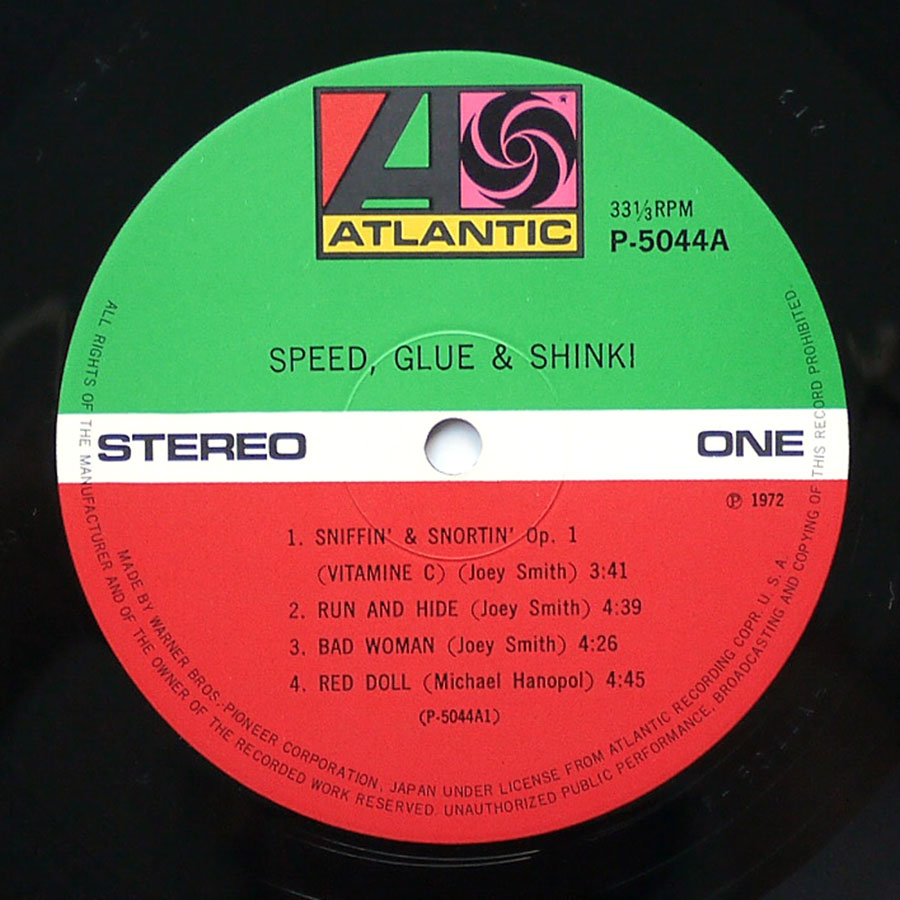 ATLANTIC
33⅓RPM
P-5044A
SPEED, GLUE & SHINKI
STEREO
ONE
℗ 1972
1. SNIFFIN' & SNORTIN' Op. 1
(VITAMINE C) (Joey Smith) 3:41
2. RUN AND HIDE (Joey Smith) 4:39
3. BAD WOMAN (Joey Smith) 4:26
4. RED DOLL (Michael Hanopol) 4:45
(P-5044A1)
MADE BY WARNER BROS.-PIONEER CORPORATION, JAPAN UNDER LICENSE FROM ATLANTIC RECORDING COPR. U. S. A.
ALL RIGHTS OF THE MANUFACTURER AND OF THE OWNER OF THE RECORDED WORK RESERVED. UNAUTHORIZED PUBLIC PERFORMANCE, BROADCASTING AND COPYING OF THIS RECORD PROHIBITED.